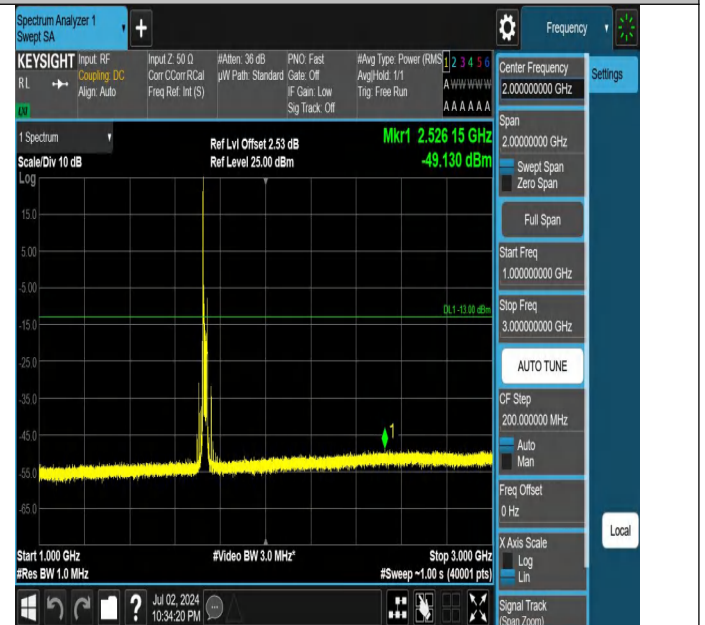 Spectrum Analyzer 1
Swept SA
Frequency
KEYSIGHT
RL
Input: RF
Coupling: DC
Align: Auto
Input Z: 50 Ω
Corr CCorr RCal
Freq Ref: Int (S)
#Atten: 36 dB
µW Path: Standard
PNO: Fast
Gate: Off
IF Gain: Low
Sig Track: Off
#Avg Type: Power (RMS
Avg|Hold: 1/1
Trig: Free Run
1 2 3 4 5 6
A W W W W W
A A A A A A
1 Spectrum
Scale/Div 10 dB
Log
Ref Lvl Offset 2.53 dB
Ref Level 25.00 dBm
Mkr1 2.526 15 GHz
-49.130 dBm
15.0
5.00
-5.00
-15.0
-25.0
-35.0
-45.0
-55.0
-65.0
DL1 -13.00 dBm
1
Start 1.000 GHz
#Res BW 1.0 MHz
#Video BW 3.0 MHz*
Stop 3.000 GHz
#Sweep ~1.00 s (40001 pts)
Center Frequency
2.000000000 GHz
Settings
Span
2.00000000 GHz
Swept Span
Zero Span
Full Span
Start Freq
1.000000000 GHz
Stop Freq
3.000000000 GHz
AUTO TUNE
CF Step
200.000000 MHz
Auto
Man
Freq Offset
0 Hz
X Axis Scale
Log
Lin
Local
Signal Track
(Span Zoom)
?
Jul 02, 2024
10:34:20 PM